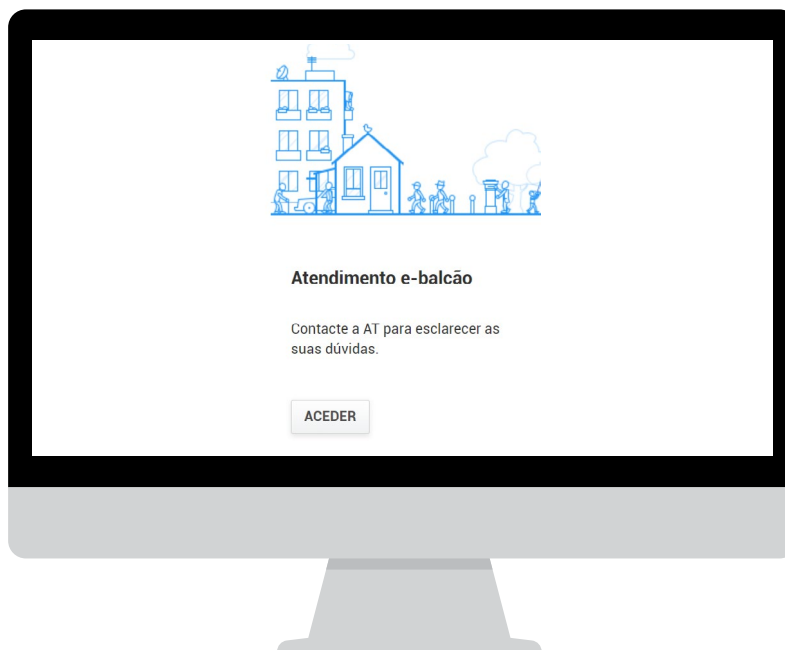 Atendimento e-balcão
Contacte a AT para esclarecer as
suas dúvidas.
ACEDER